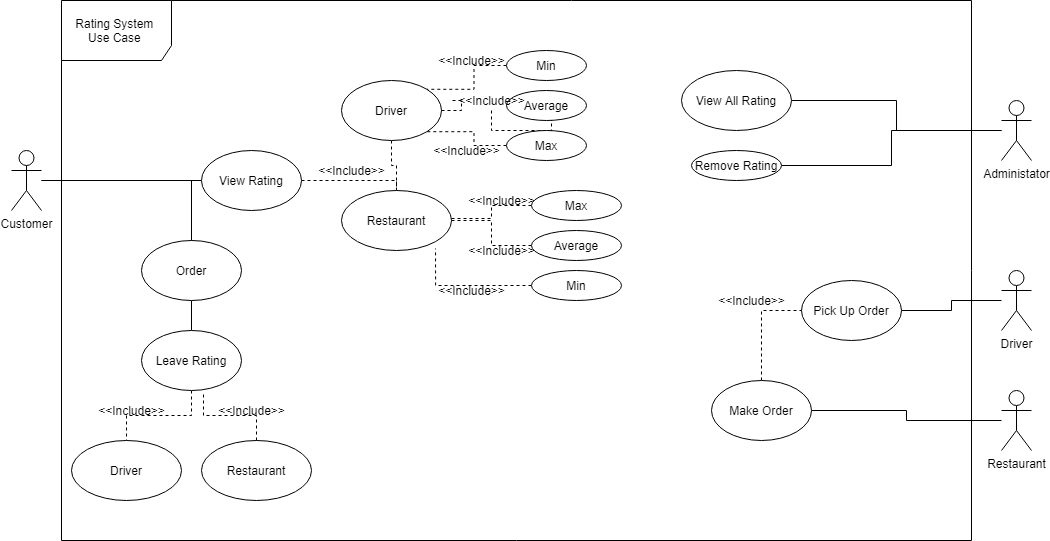 Rating System
Use Case
<<Include>>
Min
Driver
<<Include>>
Average
View All Rating
<<Include>>
Max
Administator
Remove Rating
Customer
View Rating
<<Include>>
Restaurant
<<Include>>
Max
<<Include>>
Average
Order
<<Include>>
Min
<<Include>>
Pick Up Order
Driver
Leave Rating
<<Include>>
<<Include>>
Make Order
Driver
Restaurant
Restaurant